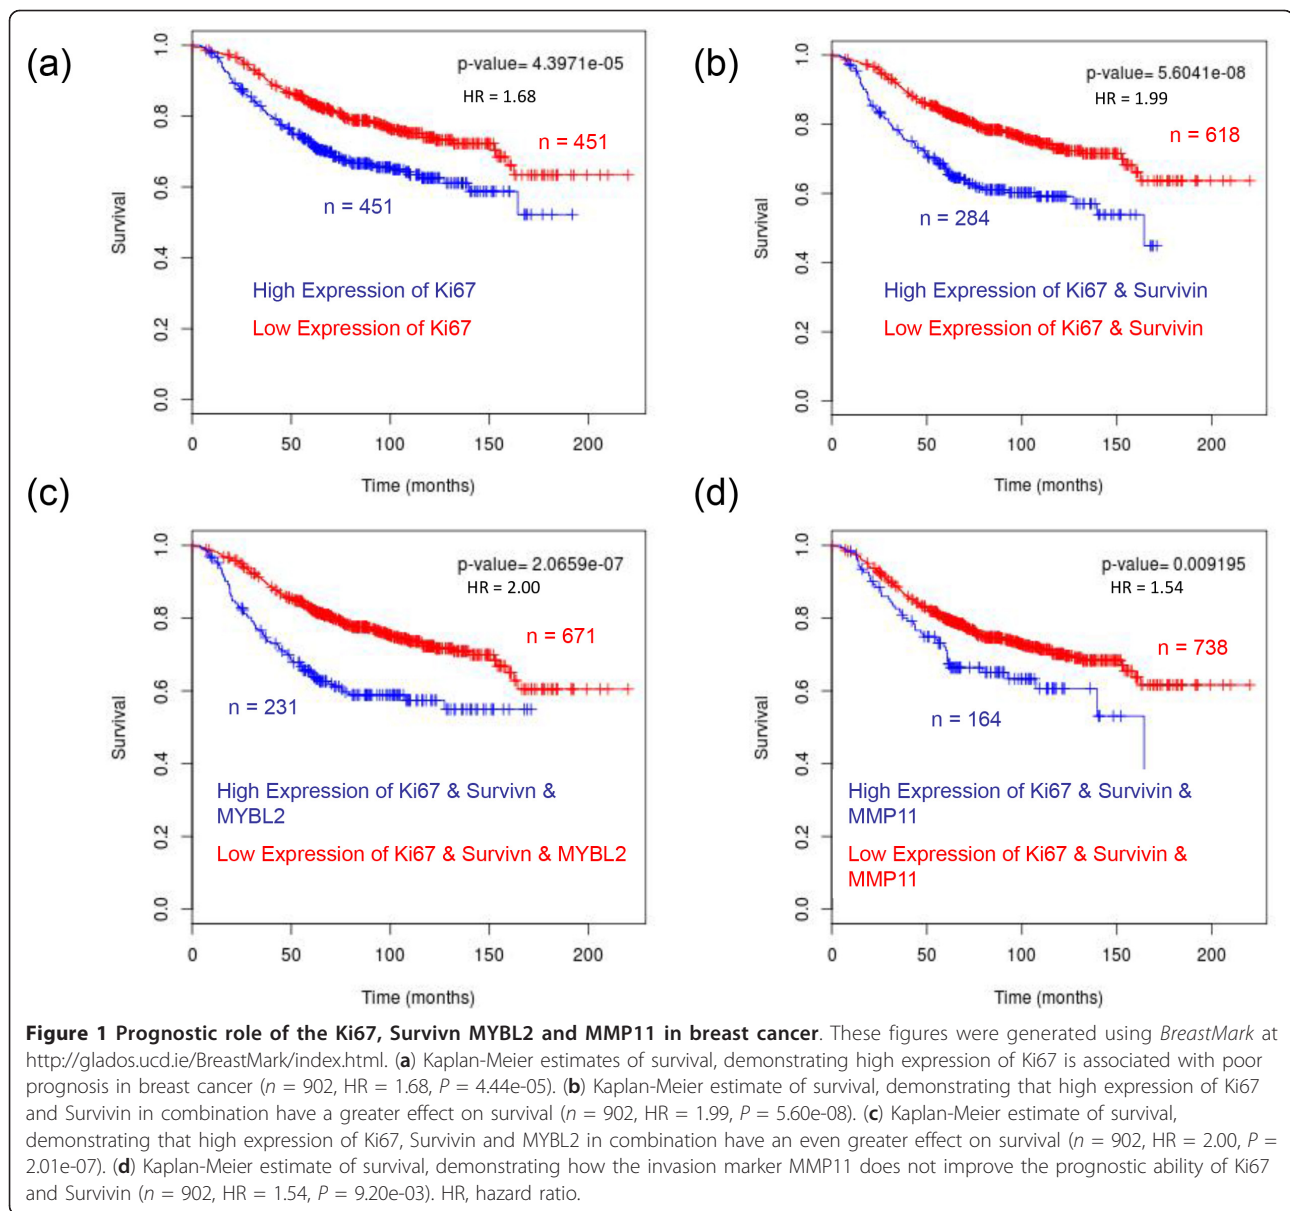 (a)
p-value= 4.3971e-05
HR = 1.68
n = 451
n = 451
High Expression of Ki67
Low Expression of Ki67
Survival
0.0 0.2 0.4 0.6 0.8 1.0
0 50 100 150 200
Time (months)
(b)
p-value= 5.6041e-08
HR = 1.99
n = 618
n = 284
High Expression of Ki67 & Survivin
Low Expression of Ki67 & Survivin
Survival
0.0 0.2 0.4 0.6 0.8 1.0
0 50 100 150 200
Time (months)
(c)
p-value= 2.0659e-07
HR = 2.00
n = 671
n = 231
High Expression of Ki67 & Survivn &
MYBL2
Low Expression of Ki67 & Survivn & MYBL2
Survival
0.0 0.2 0.4 0.6 0.8 1.0
0 50 100 150 200
Time (months)
(d)
p-value= 0.009195
HR = 1.54
n = 738
n = 164
High Expression of Ki67 & Survivin &
MMP11
Low Expression of Ki67 & Survivin &
MMP11
Survival
0.0 0.2 0.4 0.6 0.8 1.0
0 50 100 150 200
Time (months)
Figure 1 Prognostic role of the Ki67, Survivn MYBL2 and MMP11 in breast cancer. These figures were generated using BreastMark at
http://glados.ucd.ie/BreastMark/index.html. (a) Kaplan-Meier estimates of survival, demonstrating high expression of Ki67 is associated with poor
prognosis in breast cancer (n = 902, HR = 1.68, P = 4.44e-05). (b) Kaplan-Meier estimate of survival, demonstrating that high expression of Ki67
and Survivin in combination have a greater effect on survival (n = 902, HR = 1.99, P = 5.60e-08). (c) Kaplan-Meier estimate of survival,
demonstrating that high expression of Ki67, Survivin and MYBL2 in combination have an even greater effect on survival (n = 902, HR = 2.00, P =
2.01e-07). (d) Kaplan-Meier estimate of survival, demonstrating how the invasion marker MMP11 does not improve the prognostic ability of Ki67
and Survivin (n = 902, HR = 1.54, P = 9.20e-03). HR, hazard ratio.